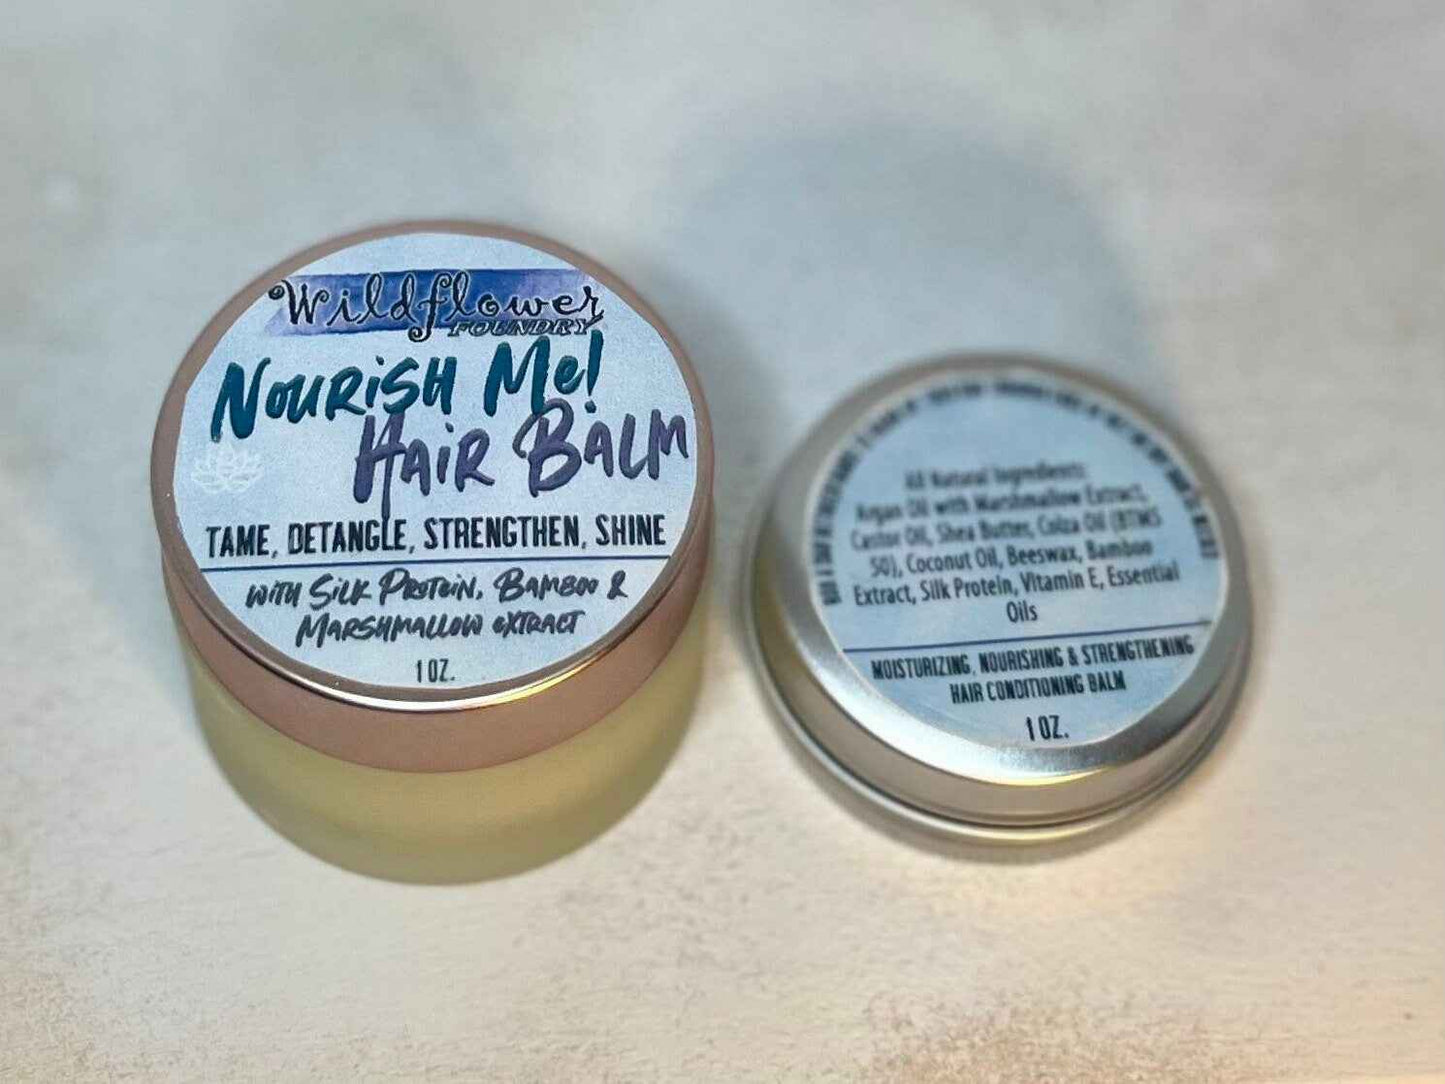 Wildflower
FOUNDRY
NOURISH ME!
HAIR BALM
TAME, DETANGLE, STRENGTHEN, SHINE
WITH SILK PROTEIN, BAMBOO &
MARSHMALLOW EXTRACT
1 OZ.
All Natural Ingredients:
Argan Oil with Marshmallow Extract,
Castor Oil, Shea Butter, Colza Oil (BTMS
50), Coconut Oil, Beeswax, Bamboo
Extract, Silk Protein, Vitamin E, Essential
Oils
MOISTURIZING, NOURISHING & STRENGTHENING
HAIR CONDITIONING BALM
1 OZ.